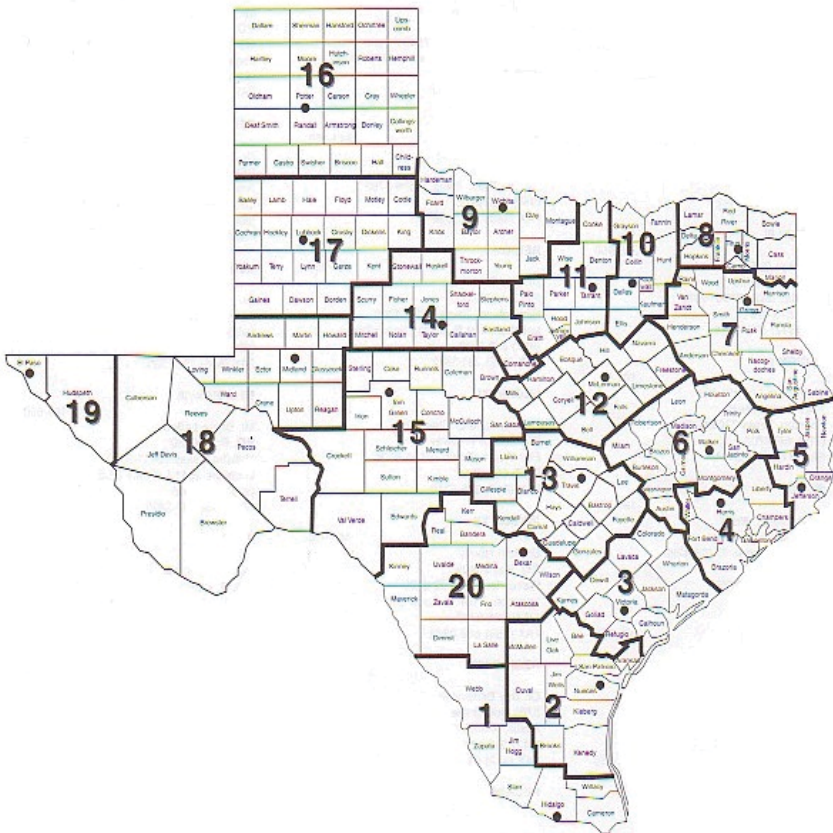 Dallam Sherman Hansford Ochiltree Lips-comb
Hartley Moore Hutch-inson Roberts Hemphill
16
Oldham Potter Carson Gray Wheeler
Deaf Smith Randall Armstrong Donley Collings worth
Parmer Castro Swisher Briscoe Hall Child-ress
Bailey Lamb Hale Floyd Motley Cottle
Hardeman
Foard Wilbarger Wichita
9
Clay Montague Cooke Grayson Fannin Lamar Red River Bowie
Cochran Hockley Lubbock Crosby Dickens King Knox Baylor Archer
17
10
8
Wise Denton Collin Hunt Delta Hopkins Cass
11
Yoakum Terry Lynn Garza Kent Stonewall Haskell Throck-morton Young Jack
Gaines Dawson Borden Scurry Fisher Jones Shackel-ford Stephens Palo Pinto Parker Tarrant Dallas Kaufman Van Zandt Wood Upshur Harrison
Marion
14
Hood Johnson Ellis Henderson Smith Rusk Panola
7
Andrews Martin Howard Mitchell Nolan Taylor Callahan Eastland Erath
Hill Navarro Anderson Cherokee Nacog-doches Shelby
El Paso
Hudspeth
19
Culberson
Loving Winkler Ector Midland Glasscock Sterling Coke Runnels Coleman Brown Comanche Hamilton Bosque McLennan Limestone Freestone
Reeves Ward Crane Upton Reagan Irion Tom Green Concho McCulloch San Saba Mills Coryell Falls Leon Houston Angelina Sabine
12
18
15
Jeff Davis Pecos
Crockett Schleicher Menard Mason Llano Burnet Lampasas Bell Milam Robertson Madison Trinity Polk Tyler Jasper Newton
6
5
Williamson Brazos Walker San Jacinto Hardin Orange
13
Presidio Brewster Terrell Sutton Kimble Gillespie Blanco Travis Lee Burleson Montgomery Liberty Jefferson
Val Verde Edwards Kerr Kendall Hays Bastrop Austin Harris Chambers
4
Real Bandera Comal Caldwell Fayette Colorado Fort Bend Galveston
Guadalupe Gonzales Lavaca Wharton Brazoria
Kinney Uvalde Medina Bexar Wilson Dewitt Jackson Matagorda
20
3
Maverick Zavala Frio Atascosa Karnes Goliad Victoria Calhoun
Dimmit La Salle McMullen Live Oak Bee Refugio
San Patricio Aransas
Webb Duval Jim Wells Nueces
1
2
Kleberg
Zapata Jim Hogg Brooks Kenedy
Starr Hidalgo Willacy
Cameron